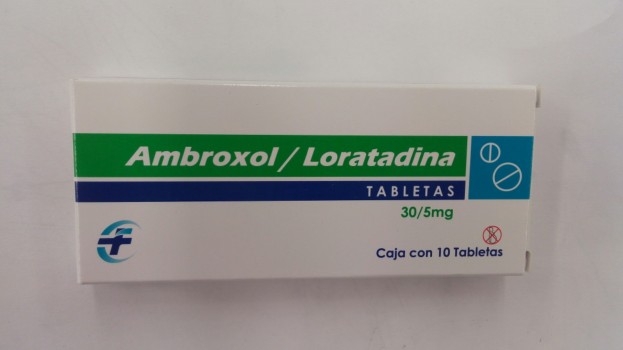 Ambroxol / Loratadina
TABLETAS
30/5mg
Caja con 10 Tabletas